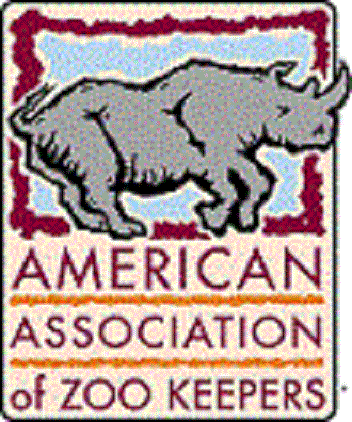 AMERICAN
ASSOCIATION
of ZOO KEEPERS